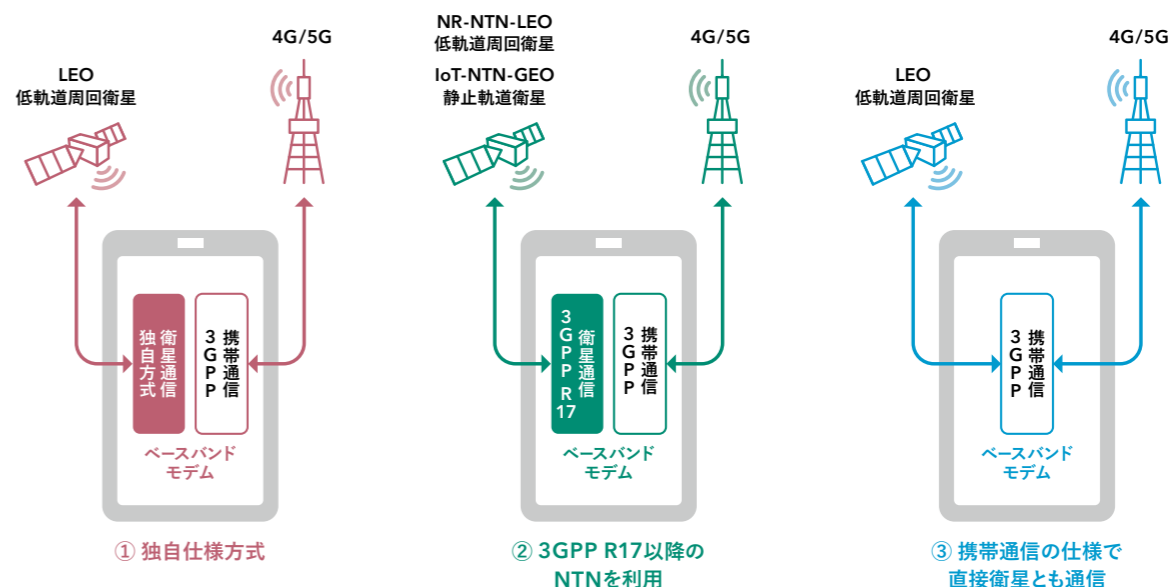 LEO
低軌道周回衛星
4G/5G
衛星通信
独自方式
携帯通信
3GPP
ベースバンド
モデム
① 独自仕様方式
NR-NTN-LEO
低軌道周回衛星
IoT-NTN-GEO
静止軌道衛星
4G/5G
衛星通信
3GPP R17
携帯通信
3GPP
ベースバンド
モデム
② 3GPP R17以降の
NTNを利用
LEO
低軌道周回衛星
4G/5G
携帯通信
3GPP
ベースバンド
モデム
③ 携帯通信の仕様で
直接衛星とも通信